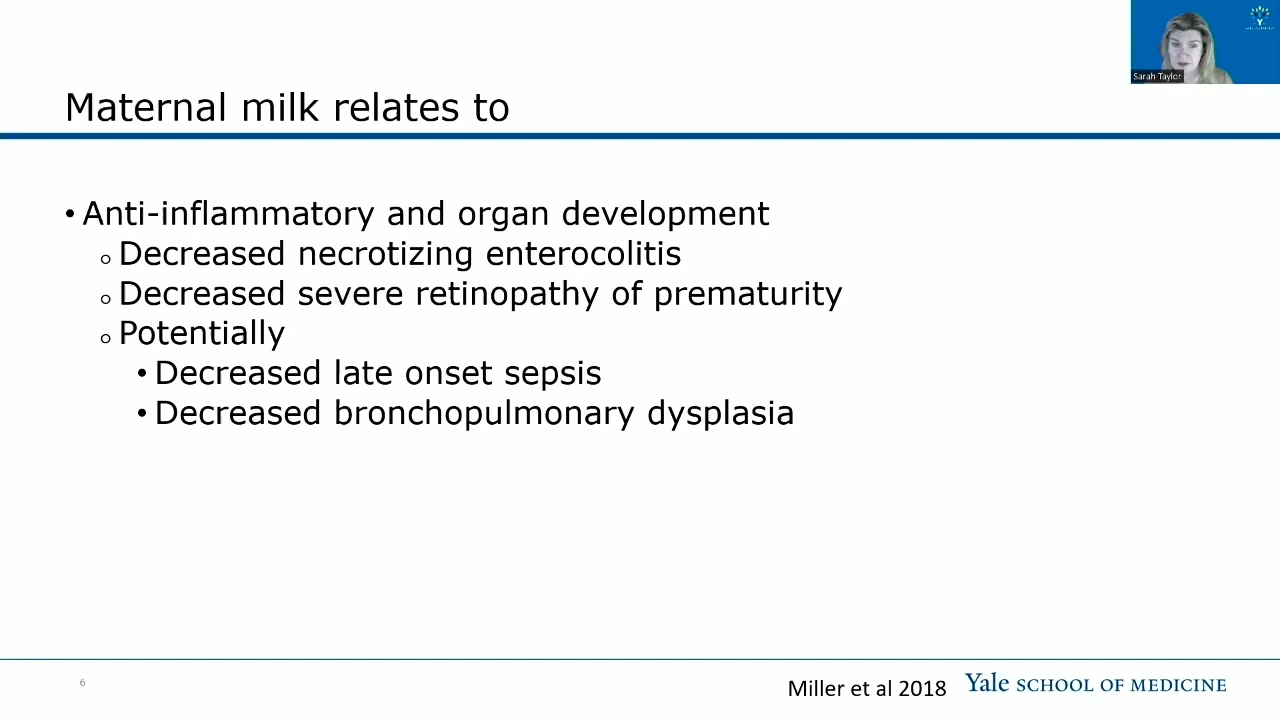 Sarah Taylor
Maternal milk relates to
• Anti-inflammatory and organ development
o Decreased necrotizing enterocolitis
o Decreased severe retinopathy of prematurity
o Potentially
• Decreased late onset sepsis
• Decreased bronchopulmonary dysplasia
6
Miller et al 2018
Yale SCHOOL OF MEDICINE